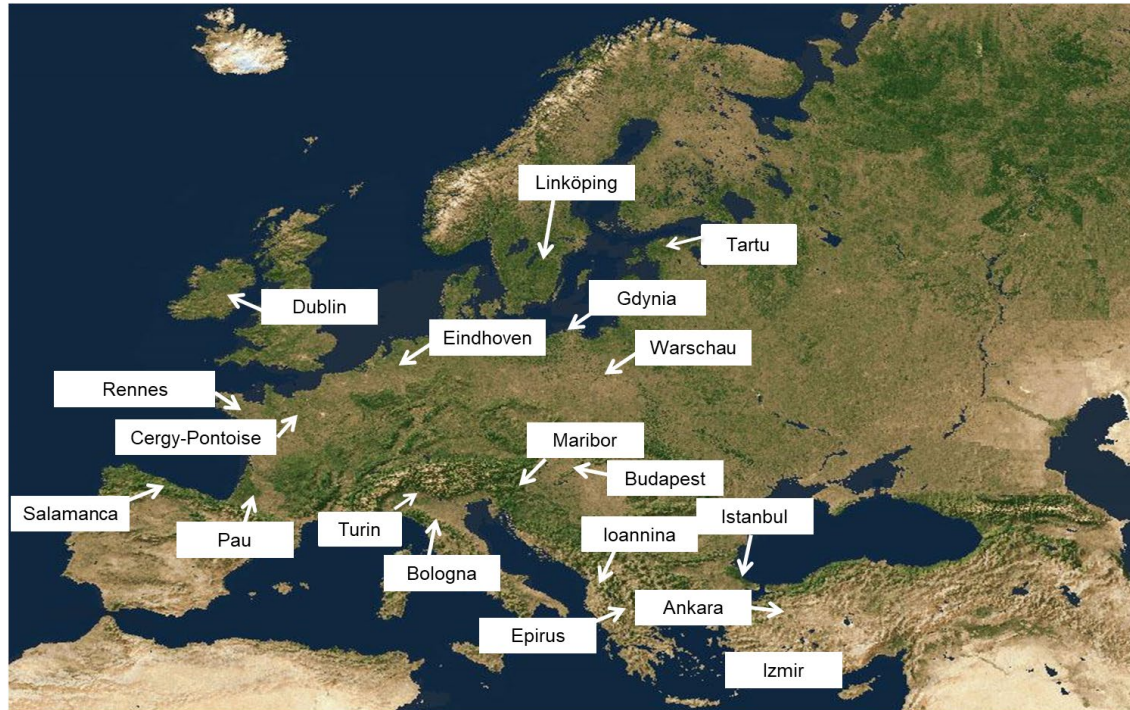 Linköping
Tartu
Dublin
Gdynia
Eindhoven
Warschau
Rennes
Cergy-Pontoise
Maribor
Budapest
Salamanca
Istanbul
Turin
Pau
Ioannina
Bologna
Ankara
Epirus
Izmir